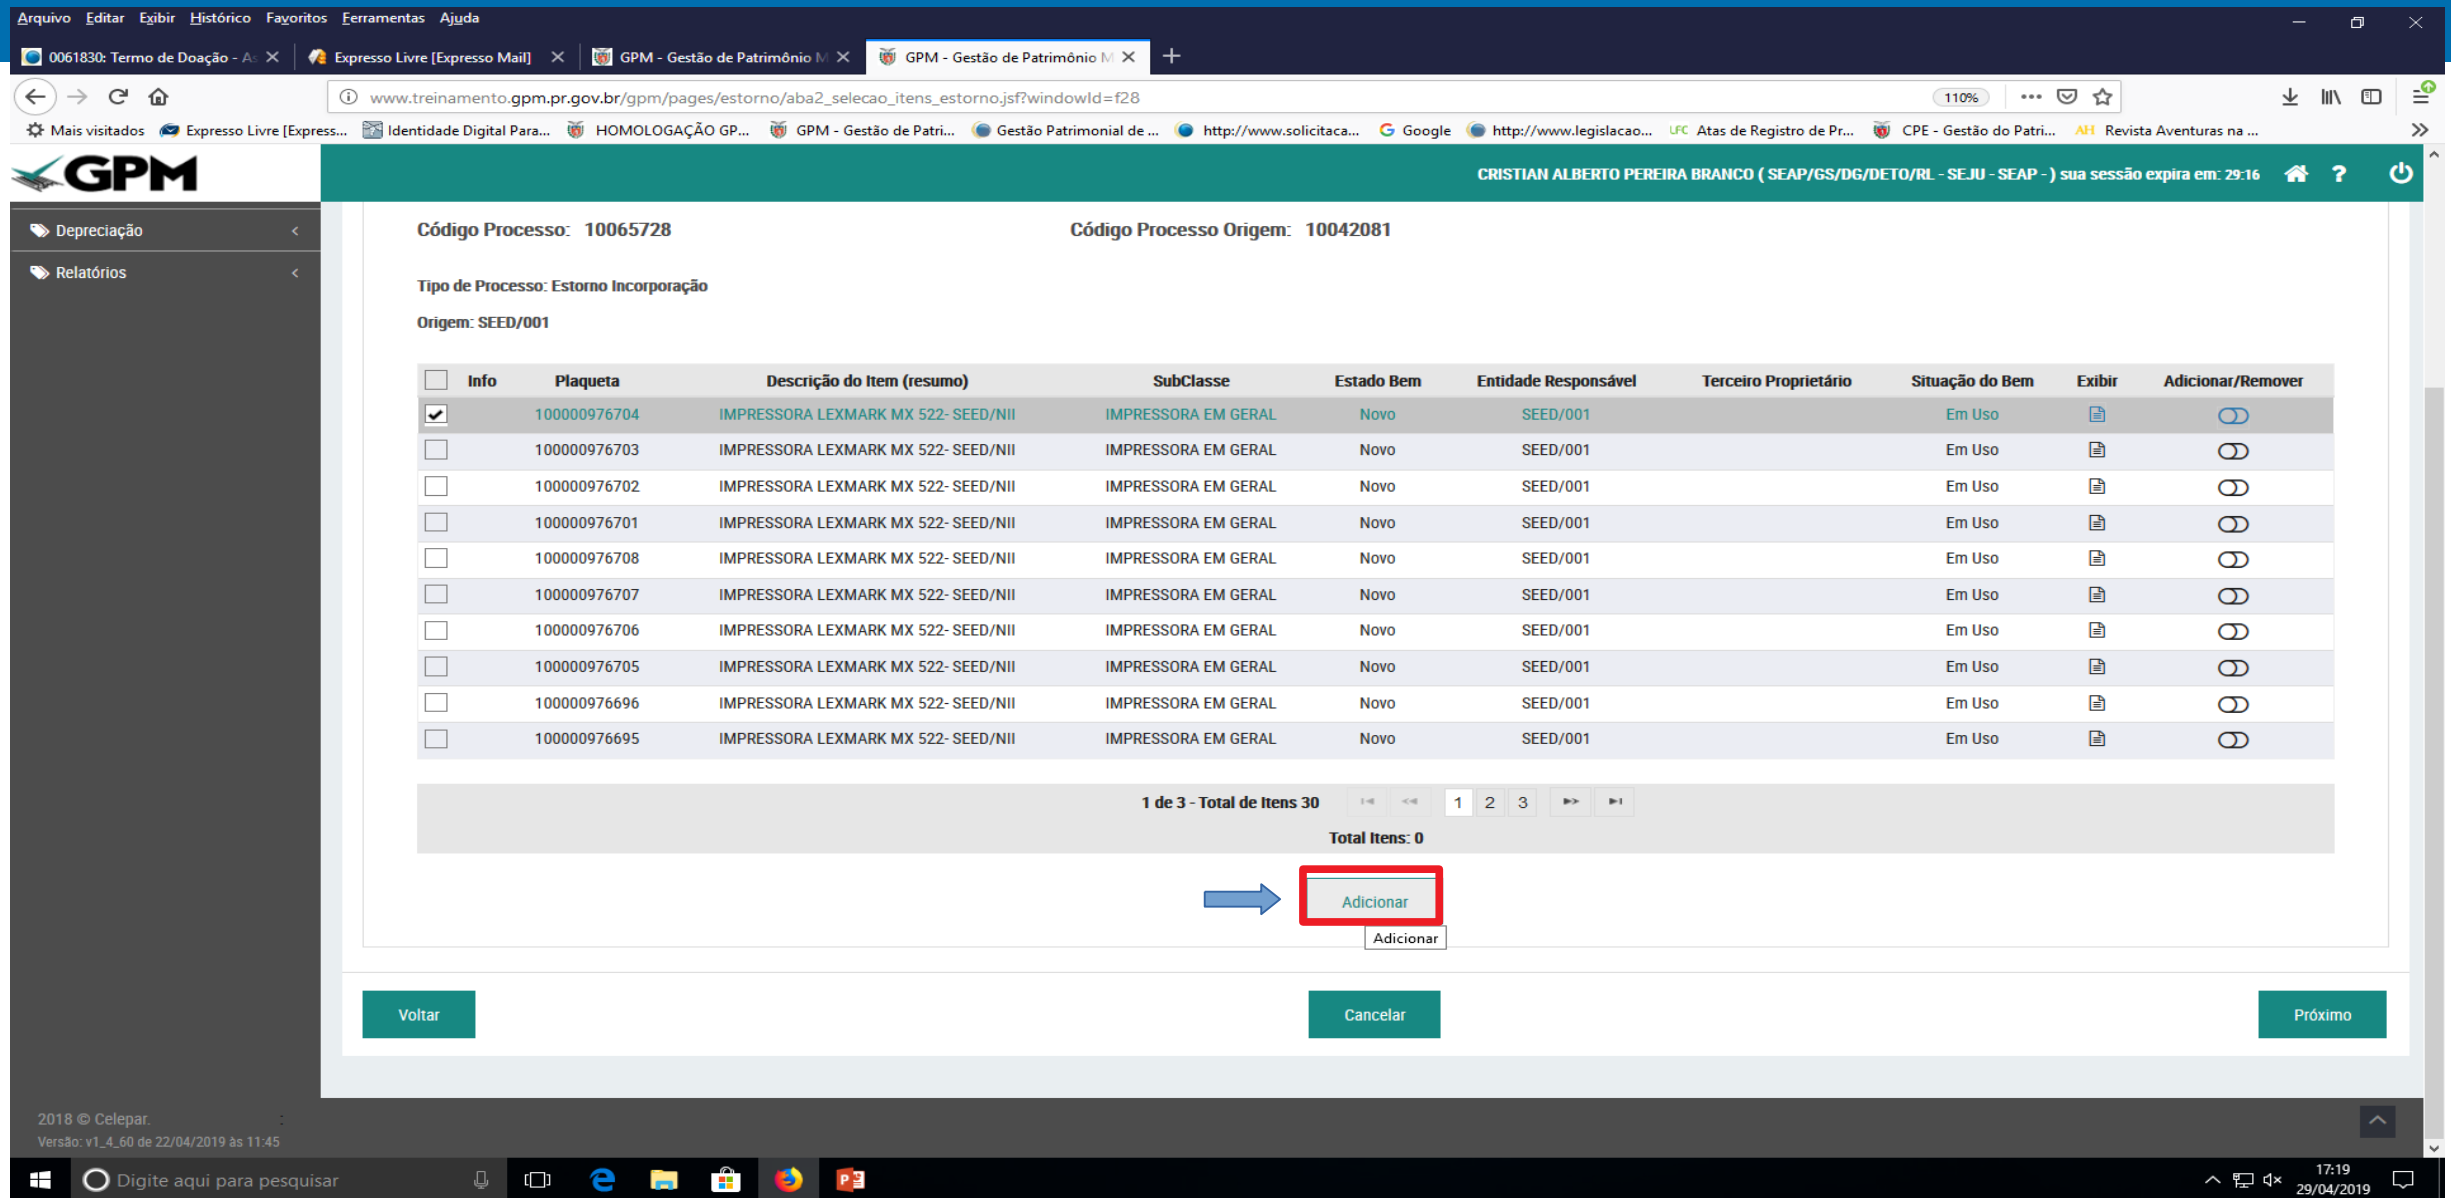 Arquivo Editar Exibir Histórico Favoritos Ferramentas Ajuda
0061830: Termo de Doação - As
Expresso Livre [Expresso Mail]
GPM - Gestão de Patrimônio M
GPM - Gestão de Patrimônio M
www.treinamento.gpm.pr.gov.br/gpm/pages/estorno/aba2_selecao_itens_estorno.jsf?windowId=f28
110%
Mais visitados Expresso Livre [Express... Identidade Digital Para... HOMOLOGAÇÃO GP... GPM - Gestão de Patri... Gestão Patrimonial de ... http://www.solicitaca... Google http://www.legislacao... LFC Atas de Registro de Pr... CPE - Gestão do Patri... AH Revista Aventuras na ...
GPM
CRISTIAN ALBERTO PEREIRA BRANCO ( SEAP/GS/DG/DETO/RL - SEJU - SEAP - ) sua sessão expira em: 29:16 ?
Depreciação <
Relatórios <
Código Processo: 10065728 Código Processo Origem: 10042081
Tipo de Processo: Estorno Incorporação
Origem: SEED/001
Info Plaqueta Descrição do Item (resumo) SubClasse Estado Bem Entidade Responsável Terceiro Proprietário Situação do Bem Exibir Adicionar/Remover
100000976704 IMPRESSORA LEXMARK MX 522- SEED/NII IMPRESSORA EM GERAL Novo SEED/001 Em Uso
100000976703 IMPRESSORA LEXMARK MX 522- SEED/NII IMPRESSORA EM GERAL Novo SEED/001 Em Uso
100000976702 IMPRESSORA LEXMARK MX 522- SEED/NII IMPRESSORA EM GERAL Novo SEED/001 Em Uso
100000976701 IMPRESSORA LEXMARK MX 522- SEED/NII IMPRESSORA EM GERAL Novo SEED/001 Em Uso
100000976708 IMPRESSORA LEXMARK MX 522- SEED/NII IMPRESSORA EM GERAL Novo SEED/001 Em Uso
100000976707 IMPRESSORA LEXMARK MX 522- SEED/NII IMPRESSORA EM GERAL Novo SEED/001 Em Uso
100000976706 IMPRESSORA LEXMARK MX 522- SEED/NII IMPRESSORA EM GERAL Novo SEED/001 Em Uso
100000976705 IMPRESSORA LEXMARK MX 522- SEED/NII IMPRESSORA EM GERAL Novo SEED/001 Em Uso
100000976696 IMPRESSORA LEXMARK MX 522- SEED/NII IMPRESSORA EM GERAL Novo SEED/001 Em Uso
100000976695 IMPRESSORA LEXMARK MX 522- SEED/NII IMPRESSORA EM GERAL Novo SEED/001 Em Uso
1 de 3 - Total de Itens 30 1 2 3
Total Itens: 0
Adicionar
Adicionar
Voltar Cancelar Próximo
2018 © Celepar. :
Versão: v1_4_60 de 22/04/2019 às 11:45
Digite aqui para pesquisar
17:19
29/04/2019